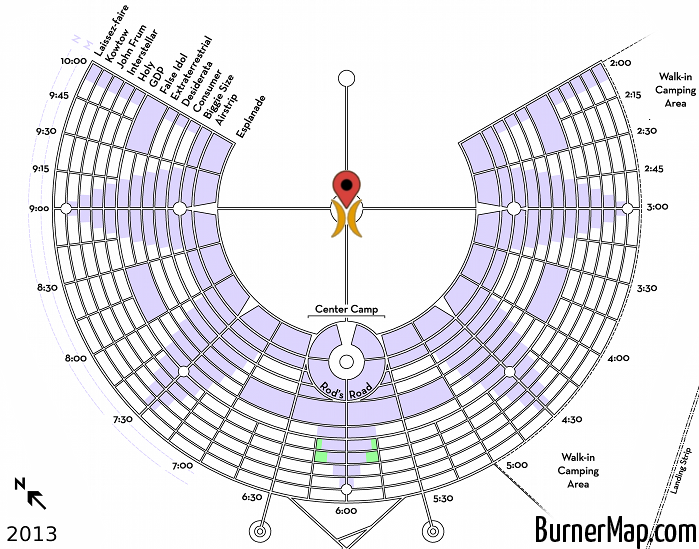 N
M
Laissez-faire
Kowtow
John Frum
Interstellar
Holy
GDP
False Idol
Extraterrestrial
Desiderata
Consumer
Biggie Size
Airstrip
Esplanade
10:00
9:45
9:30
9:15
9:00
8:30
8:00
7:30
7:00
6:30
6:00
5:30
5:00
4:30
4:00
3:30
3:00
2:45
2:30
2:15
2:00
Walk-in
Camping
Area
Center Camp
Rod's Road
Walk-in
Camping
Area
Landing Strip
N
2013
BurnerMap.com